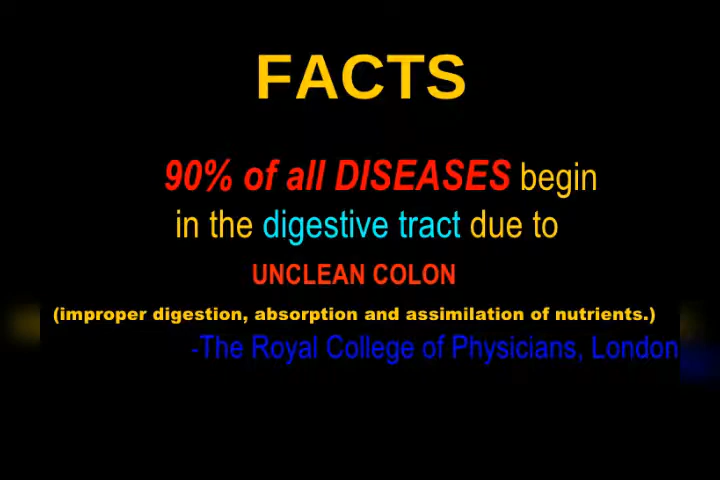 FACTS
90% of all DISEASES begin
in the digestive tract due to
UNCLEAN COLON
(improper digestion, absorption and assimilation of nutrients.)
-The Royal College of Physicians, London